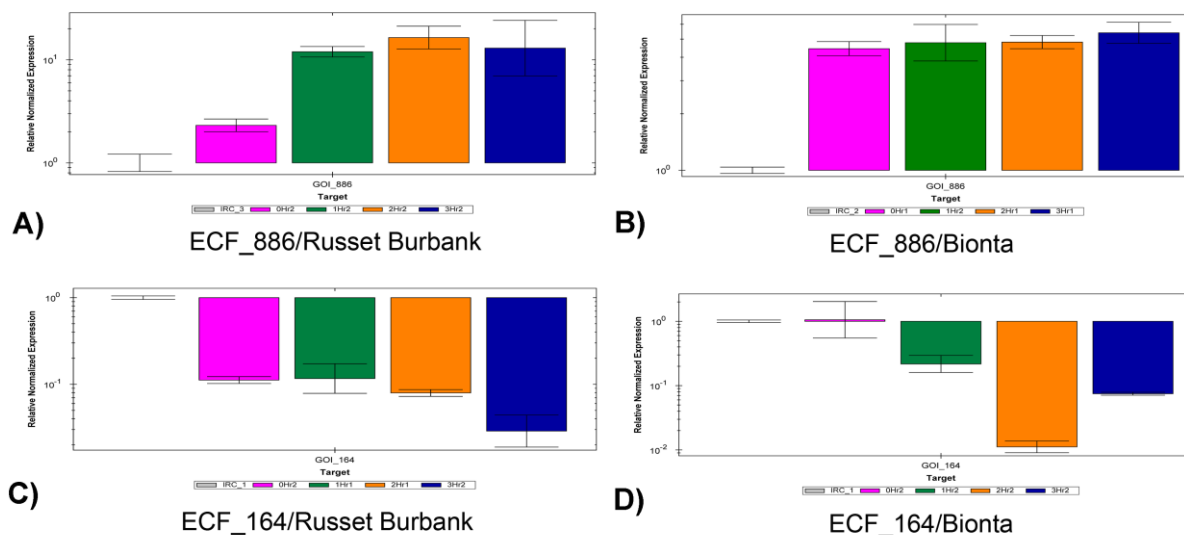 Relative Normalized Expression
10¹
10⁰
GOI_886
Target
IRC_3 0Hr2 1Hr2 2Hr2 3Hr2
A)
ECF_886/Russet Burbank
Relative Normalized Expression
10⁰
GOI_886
Target
IRC_2 0Hr1 1Hr2 2Hr1 3Hr1
B)
ECF_886/Bionta
Relative Normalized Expression
10⁰
10⁻¹
GOI_164
Target
IRC_1 0Hr2 1Hr1 2Hr1 3Hr2
C)
ECF_164/Russet Burbank
Relative Normalized Expression
10⁰
10⁻¹
10⁻²
GOI_164
Target
IRC_1 0Hr2 1Hr2 2Hr2 3Hr2
D)
ECF_164/Bionta